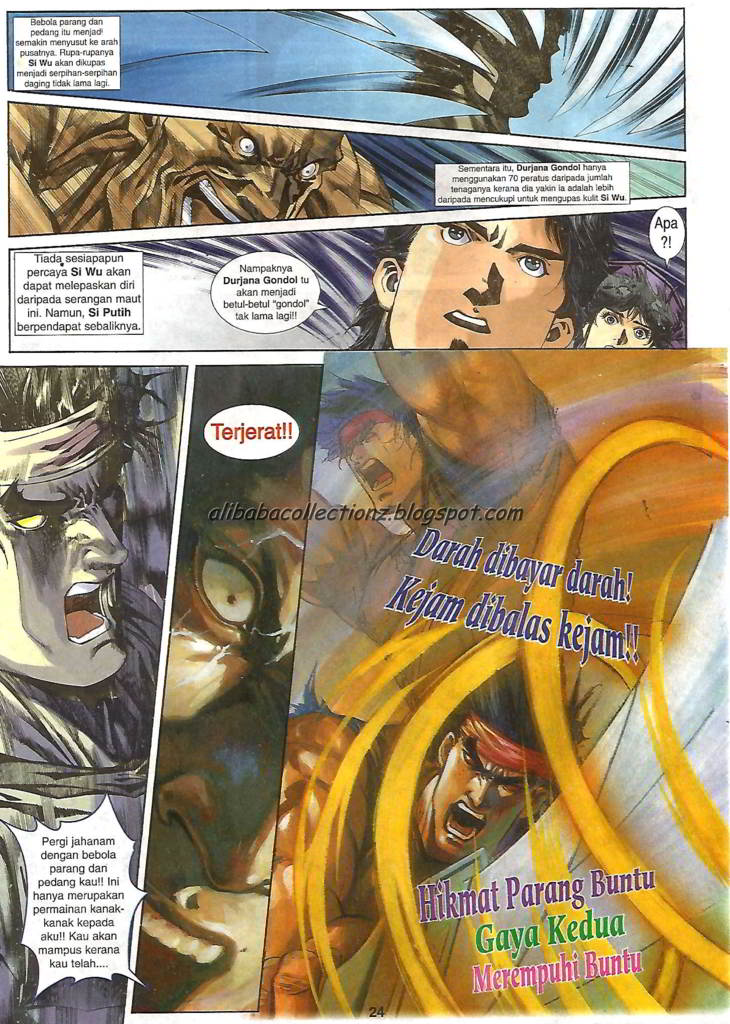 Bebola parang dan
pedang itu menjadi
semakin menyusut ke arah
pusatnya. Rupa-rupanya
Si Wu akan dikupas
menjadi serpihan-serpihan
daging tidak lama lagi.
Sementara itu, Durjana Gondol hanya
menggunakan 70 peratus daripada jumlah
tenaganya kerana dia yakin ia adalah lebih
daripada mencukupi untuk mengupas kulit Si Wu.
Tiada sesiapapun
percaya Si Wu akan
dapat melepaskan diri
daripada serangan maut
ini. Namun, Si Putih
berpendapat sebaliknya.
Nampaknya
Durjana Gondol tu
akan menjadi
betul-betul "gondol"
tak lama lagi!!
Apa
?!
Terjerat!!
alibabacollectionz.blogspot.com
Darah dibayar darah!
Kejam dibalas kejam!!
Pergi jahanam
dengan bebola
parang dan
pedang kau!! Ini
hanya merupakan
permainan kanak-
kanak kepada
aku!! Kau akan
mampus kerana
kau telah....
Hikmat Parang Buntu
Gaya Kedua
Merempuhi Buntu
24